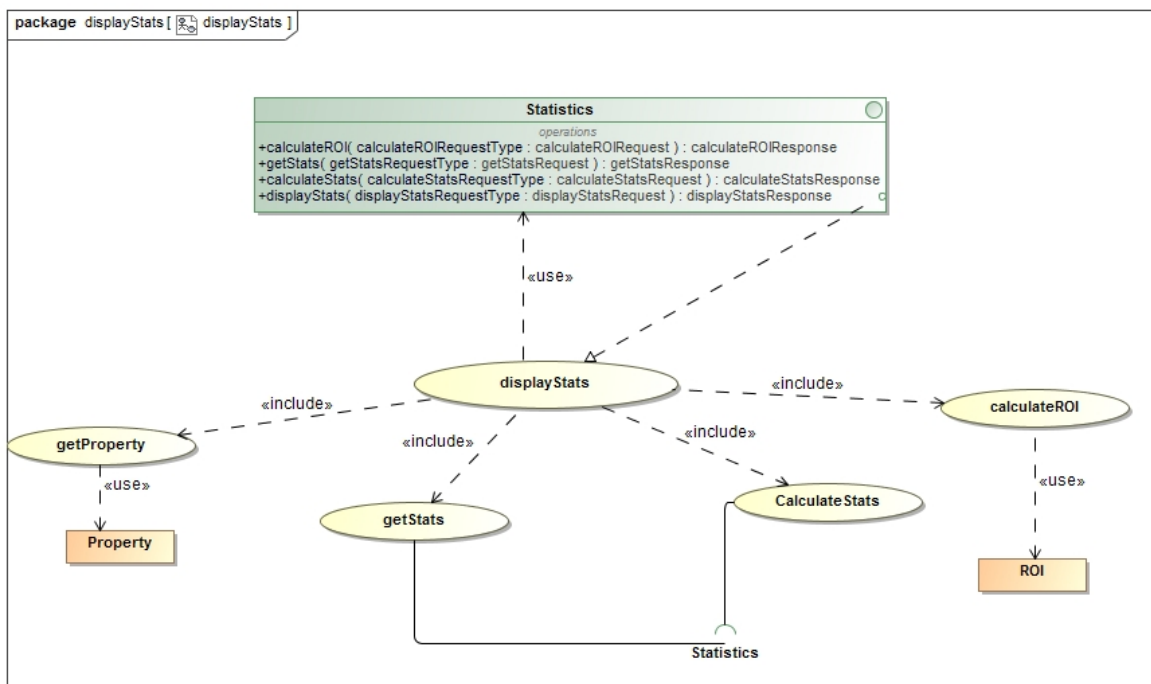 package displayStats [ displayStats ]
Statistics
operations
+calculateROI( calculateROIRequestType : calculateROIRequest ) : calculateROIResponse
+getStats( getStatsRequestType : getStatsRequest ) : getStatsResponse
+calculateStats( calculateStatsRequestType : calculateStatsRequest ) : calculateStatsResponse
+displayStats( displayStatsRequestType : displayStatsRequest ) : displayStatsResponse
«use»
displayStats
«include»
«include»
calculateROI
«include»
«include»
getProperty
«use»
«use»
CalculateStats
getStats
Property
ROI
Statistics